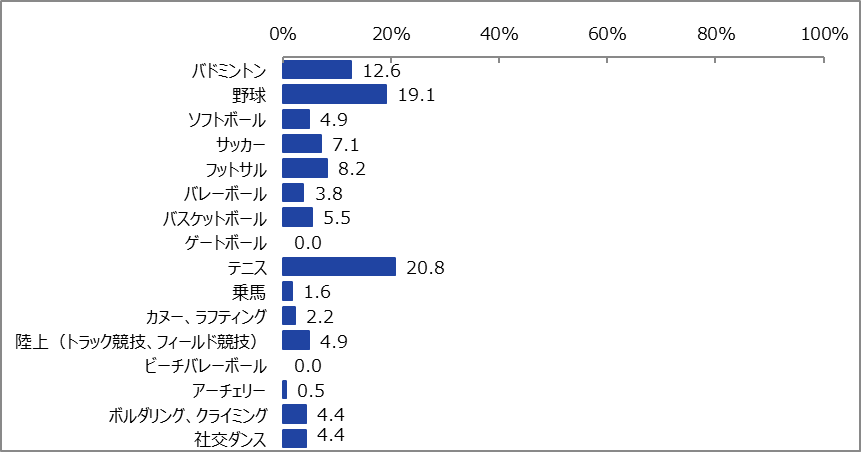 0% 20% 40% 60% 80% 100%
バドミントン 12.6
野球 19.1
ソフトボール 4.9
サッカー 7.1
フットサル 8.2
バレーボール 3.8
バスケットボール 5.5
ゲートボール 0.0
テニス 20.8
乗馬 1.6
カヌー、ラフティング 2.2
陸上（トラック競技、フィールド競技） 4.9
ビーチバレーボール 0.0
アーチェリー 0.5
ボルダリング、クライミング 4.4
社交ダンス 4.4